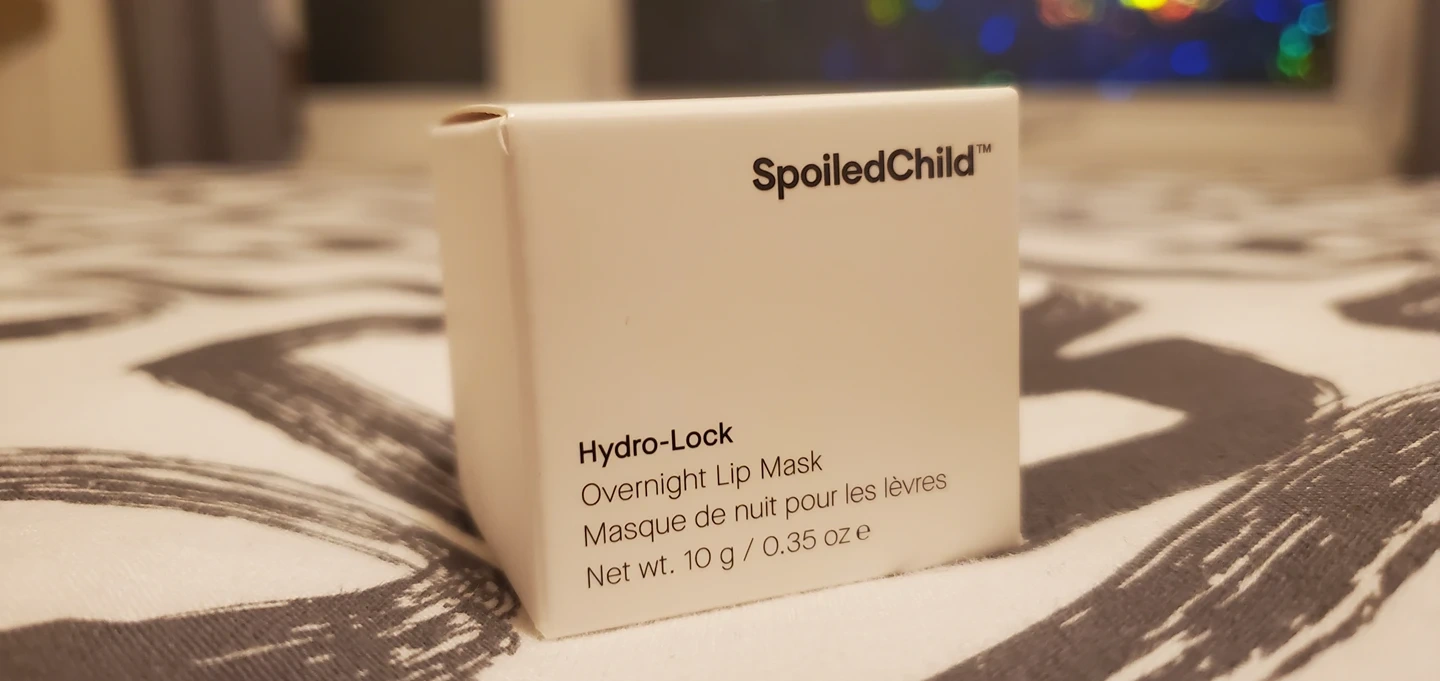 SpoiledChild™
Hydro-Lock
Overnight Lip Mask
Masque de nuit pour les lèvres
Net wt. 10 g / 0.35 oz ℮